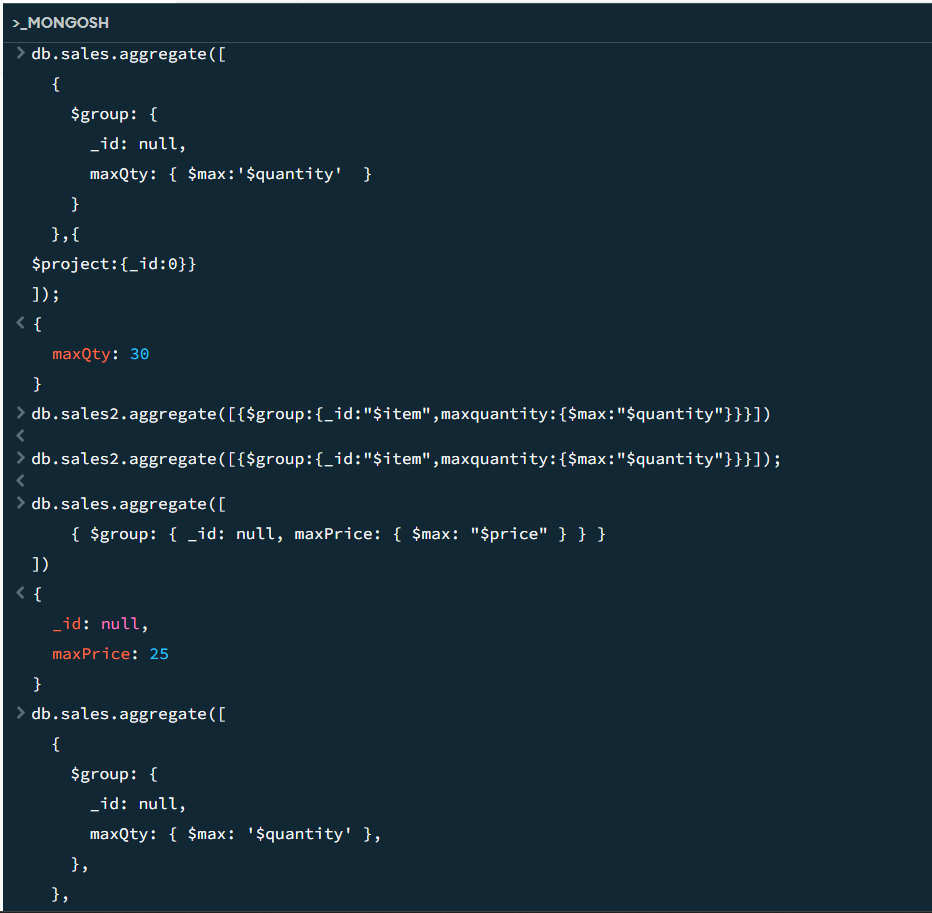 >_MONGOSH
> db.sales.aggregate([
{
$group: {
_id: null,
maxQty: { $max:'$quantity'  }
}
},{
$project:{_id:0}}
]);
< {
maxQty: 30
}
> db.sales2.aggregate([{$group:{_id:"$item",maxquantity:{$max:"$quantity"}}}])
<
> db.sales2.aggregate([{$group:{_id:"$item",maxquantity:{$max:"$quantity"}}}]);
<
> db.sales.aggregate([
{ $group: { _id: null, maxPrice: { $max: "$price" } } }
])
< {
_id: null,
maxPrice: 25
}
> db.sales.aggregate([
{
$group: {
_id: null,
maxQty: { $max: '$quantity' },
},
},